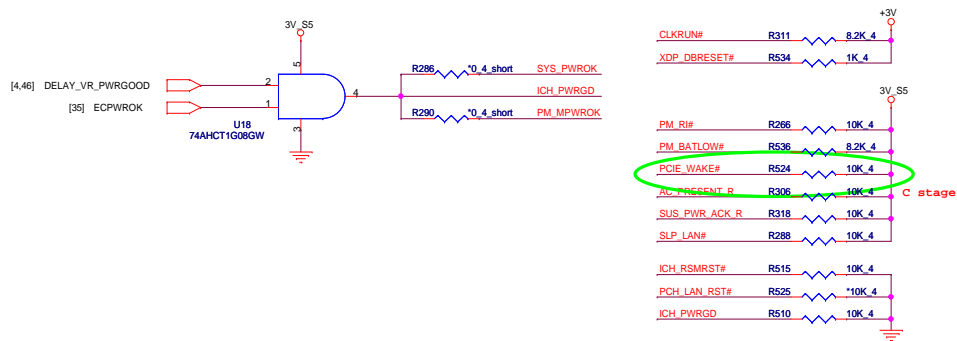 3V_S5
5
[4,46] DELAY_VR_PWRGOOD
2
[35] ECPWROK
1
4
U18
74AHCT1G08GW
3
R286 *0_4_short SYS_PWROK
ICH_PWRGD
R290 *0_4_short PM_MPWROK
+3V
CLKRUN# R311 8.2K_4
XDP_DBRESET# R534 1K_4
3V_S5
PM_RI# R266 10K_4
PM_BATLOW# R536 8.2K_4
PCIE_WAKE# R524 10K_4
AC_PRESENT_R R306 10K_4
C stage
SUS_PWR_ACK_R R318 10K_4
SLP_LAN# R288 10K_4
ICH_RSMRST# R515 10K_4
PCH_LAN_RST# R525 *10K_4
ICH_PWRGD R510 10K_4